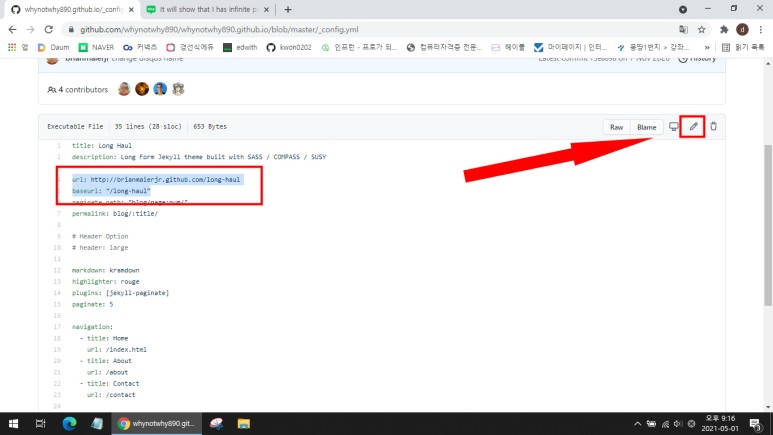 whynotwhy890.github.io/_config
It will show that I has infinite p
github.com/whynotwhy890/whynotwhy890.github.io/blob/master/_config.yml
앱 Daum NAVER 커넥츠 경선식에듀 edwith kwon0202 인프런 - 프로가 되... 컴퓨터자격증 전문... 헤이폴 마이페이지 | 인터... 몽땅1편지 > 강좌... 읽기 목록
brianmaierjr change disqus name
Latest commit on 1 Nov 2020 History
4 contributors
Executable File 35 lines (28 sloc) 653 Bytes Raw Blame
1 title: Long Haul
2 description: Long Form Jekyll theme built with SASS / COMPASS / SUSY
url: http://brianmaierjr.github.com/long-haul
baseurl: "/long-haul"
paginate_path: "blog/page:num/"
7 permalink: blog/:title/
8
9 # Header Option
10 # header: large
11
12 markdown: kramdown
13 highlighter: rouge
14 plugins: [jekyll-paginate]
15 paginate: 5
16
17 navigation:
18 - title: Home
19 url: /index.html
20 - title: About
21 url: /about
22 - title: Contact
23 url: /contact
24
whynotwhy890.git...
오후 9:16
2021-05-01
3